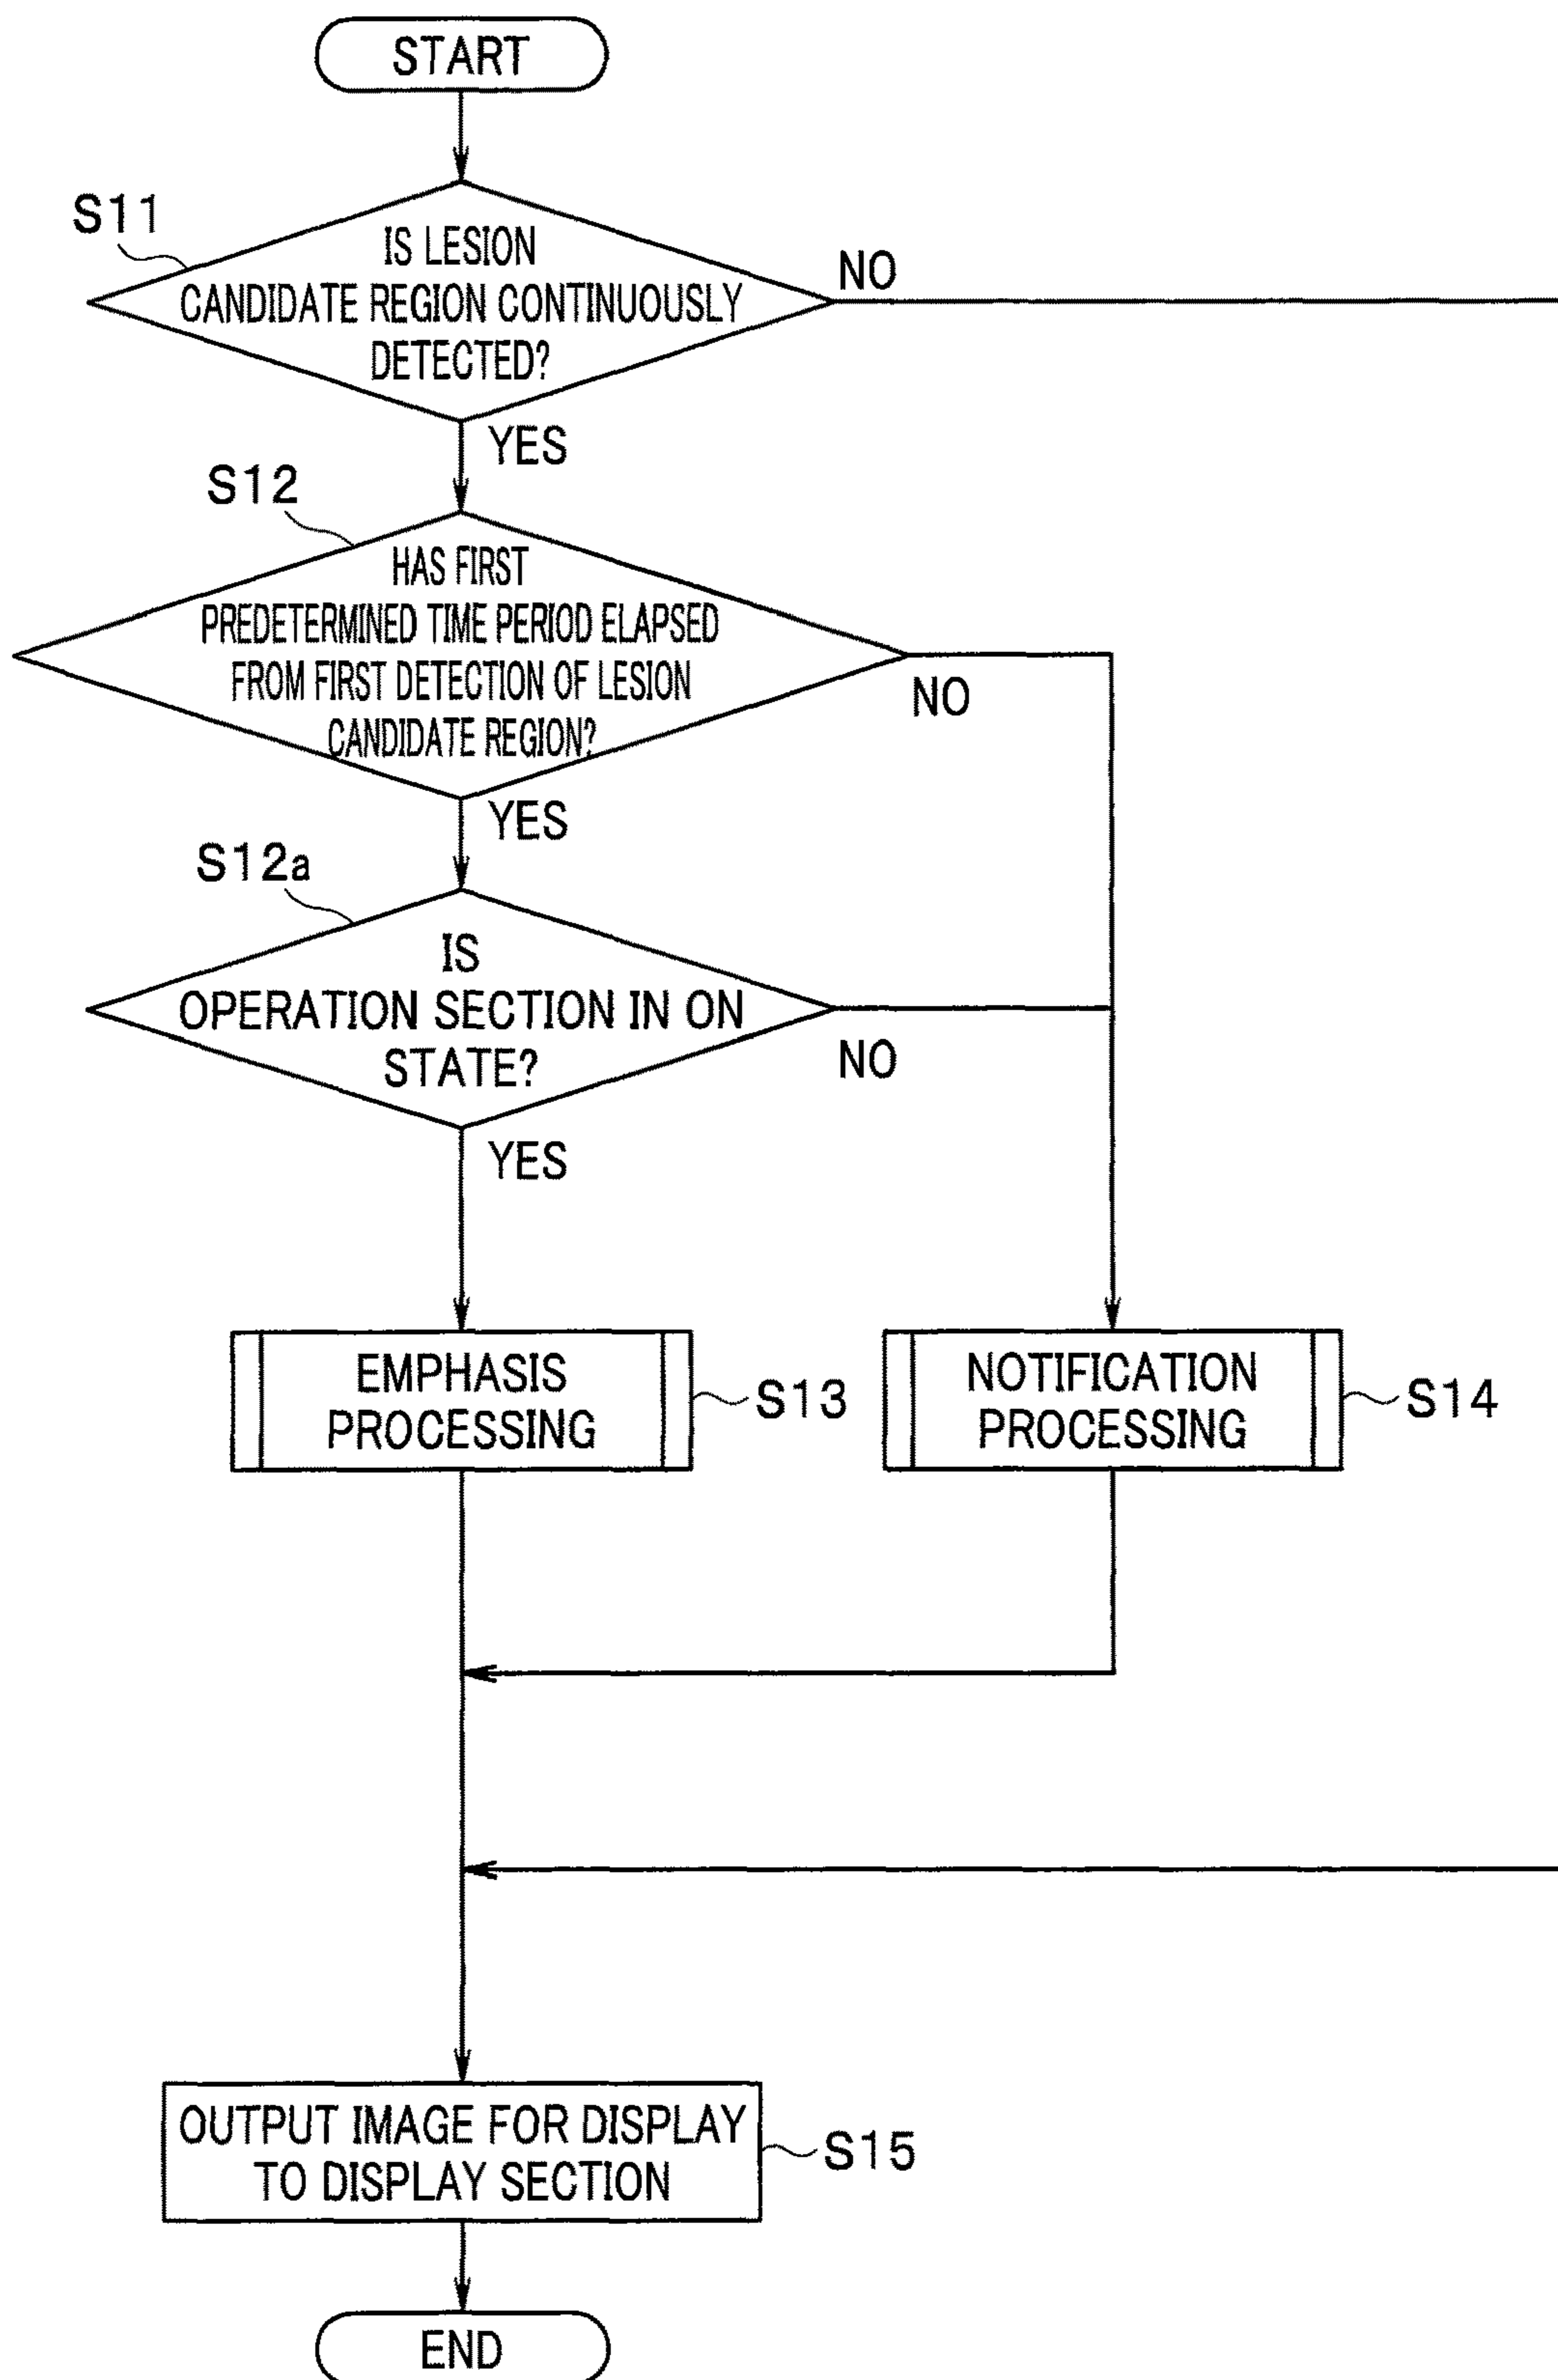 START
S11
IS LESION
CANDIDATE REGION CONTINUOUSLY
DETECTED?
NO
YES
S12
HAS FIRST
PREDETERMINED TIME PERIOD ELAPSED
FROM FIRST DETECTION OF LESION
CANDIDATE REGION?
NO
YES
S12a
IS
OPERATION SECTION IN ON
STATE?
NO
YES
EMPHASIS
PROCESSING
S13
NOTIFICATION
PROCESSING
S14
OUTPUT IMAGE FOR DISPLAY
TO DISPLAY SECTION
S15
END